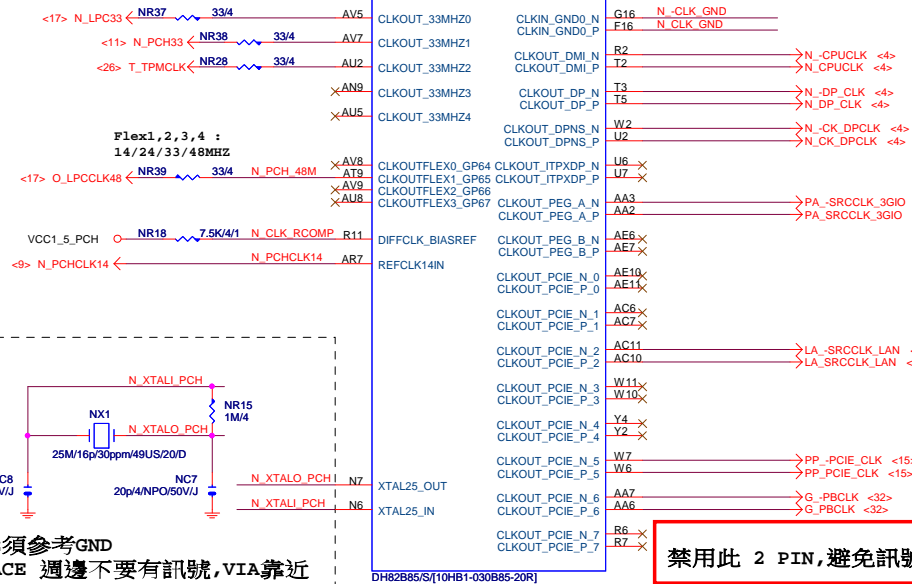 <17> N_LPC33 NR37 33/4 AV5 CLKOUT_33MHZ0 CLKIN_GND0_N G16 N_-CLK_GND
CLKIN_GND0_P F16 N_CLK_GND
<11> N_PCH33 NR38 33/4 AV7 CLKOUT_33MHZ1
CLKOUT_DMI_N R2 N_-CPUCLK <4>
<26> T_TPMCLK NR28 33/4 AU2 CLKOUT_33MHZ2 CLKOUT_DMI_P T2 N_CPUCLK <4>
AN9 CLKOUT_33MHZ3 CLKOUT_DP_N T3 N_-DP_CLK <4>
CLKOUT_DP_P T5 N_DP_CLK <4>
AU5 CLKOUT_33MHZ4
CLKOUT_DPNS_N W2 N_-CK_DPCLK <4>
CLKOUT_DPNS_P U2 N_CK_DPCLK <4>
Flex1,2,3,4 :
14/24/33/48MHZ
AV8 CLKOUTFLEX0_GP64 CLKOUT_ITPXDP_N U6
<17> O_LPCCLK48 NR39 33/4 N_PCH_48M AT9 CLKOUTFLEX1_GP65 CLKOUT_ITPXDP_P U7
AV9 CLKOUTFLEX2_GP66
AU8 CLKOUTFLEX3_GP67 CLKOUT_PEG_A_N AA3 PA_-SRCCLK_3GIO
CLKOUT_PEG_A_P AA2 PA_SRCCLK_3GIO
VCC1_5_PCH NR18 7.5K/4/1 N_CLK_RCOMP R11 DIFFCLK_BIASREF CLKOUT_PEG_B_N AE6
CLKOUT_PEG_B_P AE7
<9> N_PCHCLK14 N_PCHCLK14 AR7 REFCLK14IN
CLKOUT_PCIE_N_0 AE10
CLKOUT_PCIE_P_0 AE11
CLKOUT_PCIE_N_1 AC6
CLKOUT_PCIE_P_1 AC7
CLKOUT_PCIE_N_2 AC11 LA_-SRCCLK_LAN <
CLKOUT_PCIE_P_2 AC10 LA_SRCCLK_LAN <
N_XTALI_PCH
CLKOUT_PCIE_N_3 W11
CLKOUT_PCIE_P_3 W10
NR15
1M/4
NX1
N_XTALO_PCH
CLKOUT_PCIE_N_4 Y4
CLKOUT_PCIE_P_4 Y2
25M/16p/30ppm/49US/20/D
CLKOUT_PCIE_N_5 W7 PP_-PCIE_CLK <15>
CLKOUT_PCIE_P_5 W6 PP_PCIE_CLK <15>
C8 NC7 N_XTALO_PCH N7 XTAL25_OUT
V/J 20p/4/NPO/50V/J
CLKOUT_PCIE_N_6 AA7 G_-PBCLK <32>
N_XTALI_PCH N6 XTAL25_IN CLKOUT_PCIE_P_6 AA6 G_PBCLK <32>
CLKOUT_PCIE_N_7 R6
CLKOUT_PCIE_P_7 R7
須參考GND
ACE 週邊不要有訊號,VIA靠近
禁用此 2 PIN,避免訊號
DH82B85/S/[10HB1-030B85-20R]